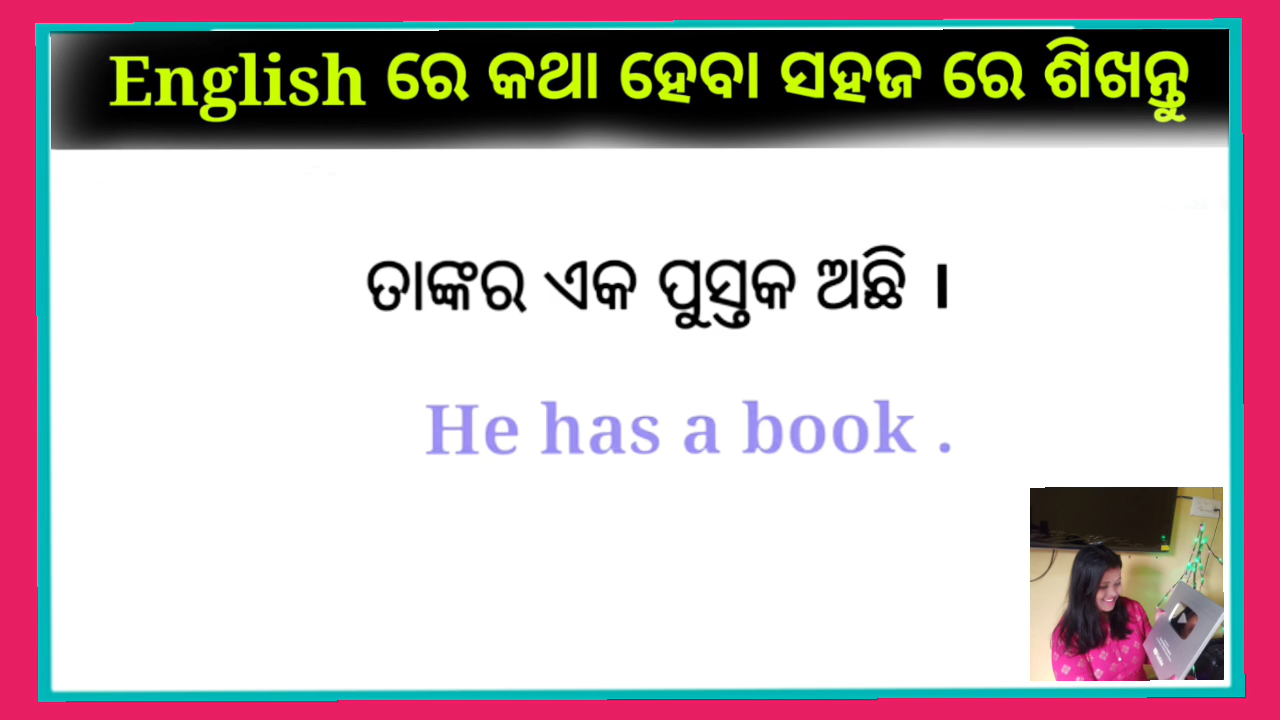 English ରେ କଥା ହେବା ସହଜ ରେ ଶିଖନ୍ତୁ
ତାଙ୍କର ଏକ ପୁସ୍ତକ ଅଛି ।
He has a book .